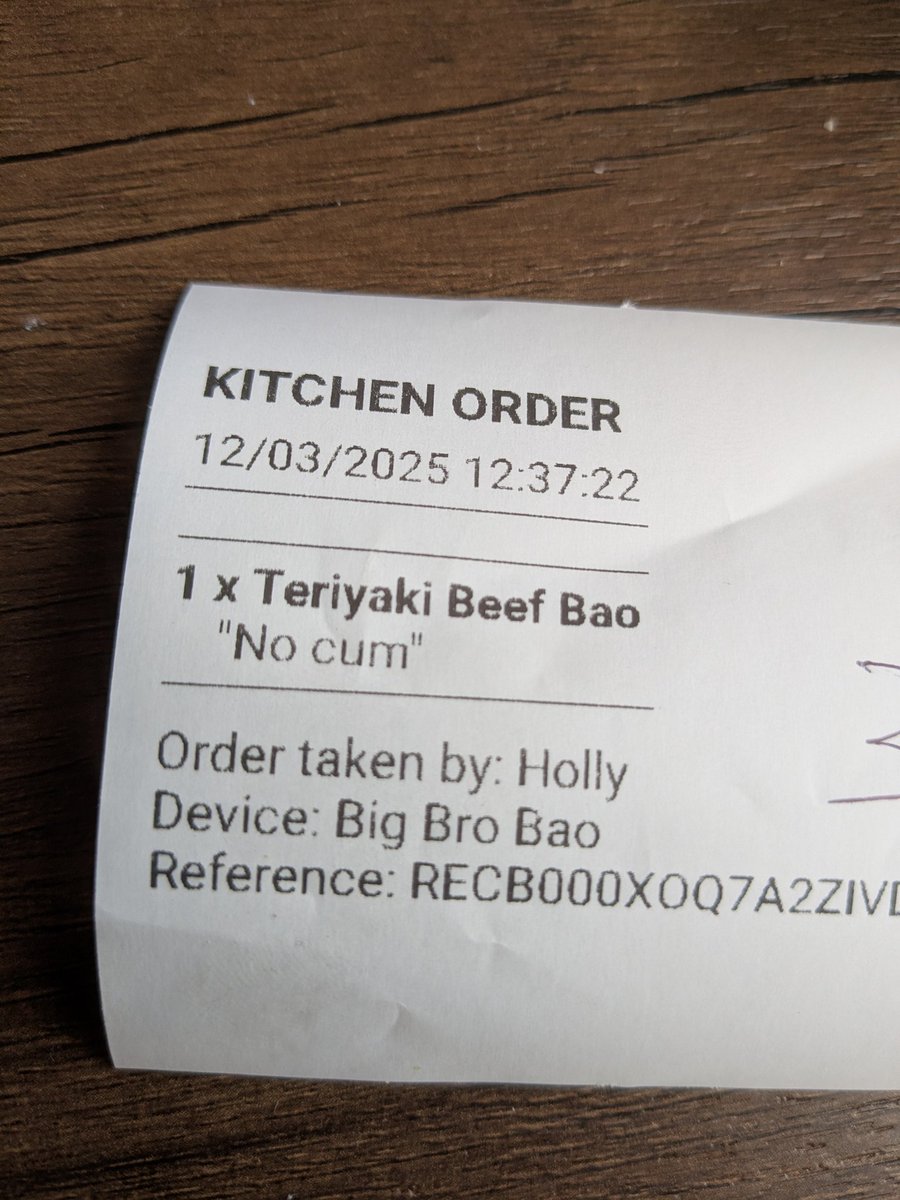 KITCHEN ORDER
12/03/2025 12:37:22
1 x Teriyaki Beef Bao
"No cum"
Order taken by: Holly
Device: Big Bro Bao
Reference: RECB000XOQ7A2ZIVD